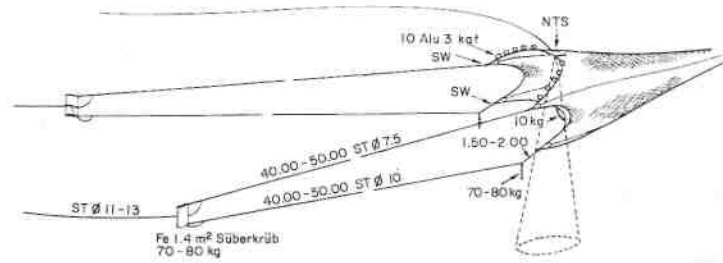 NTS
10 Alu 3 kgf
SW
SW
10 kg
1.50-2.00
40.00-50.00 ST Ø 7.5
40.00-50.00 ST Ø 10
70-80 kg
ST Ø 11-13
Fe 1.4 m² Süberkrüb
70-80 kg